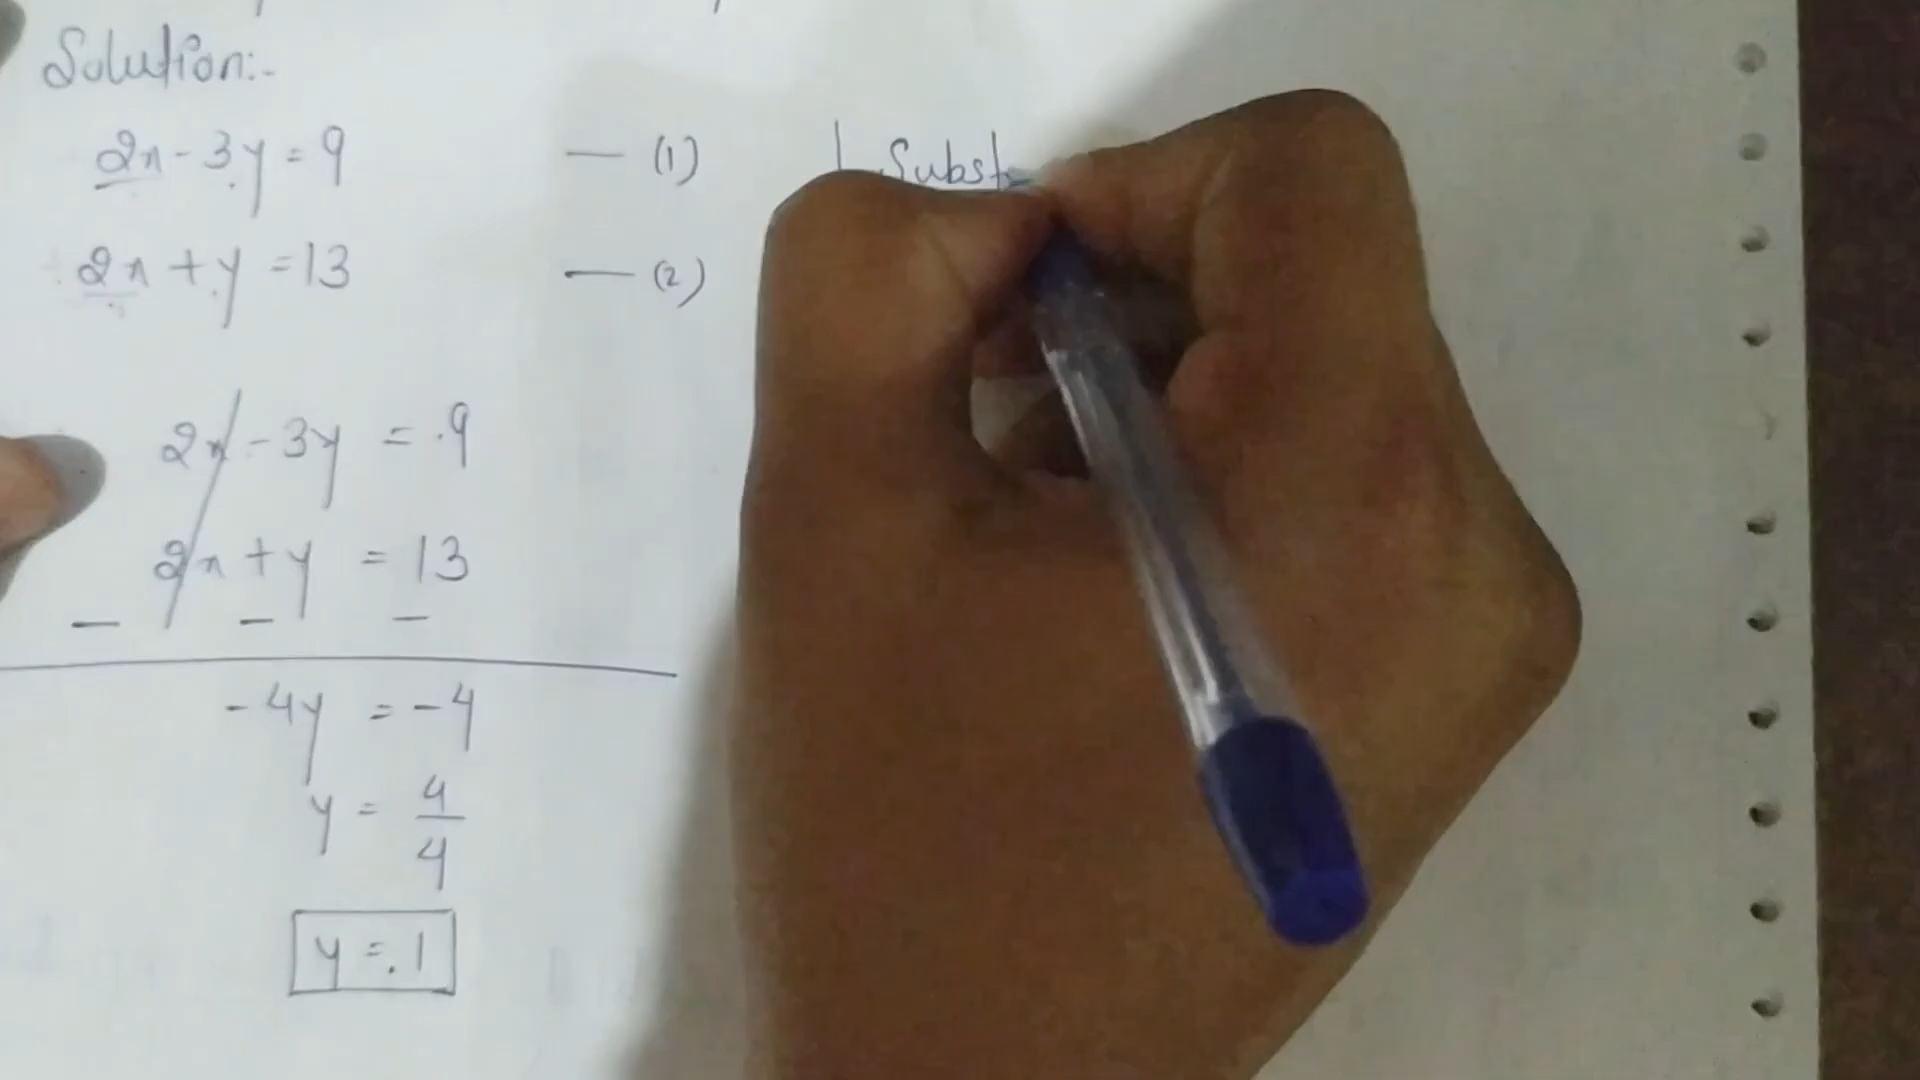 Solution:-
2x - 3y = 9 — (1)
2x + y = 13 — (2)
2x - 3y = 9
2x + y = 13
— — —
-4y = -4
y = 4/4
y = 1
Subst